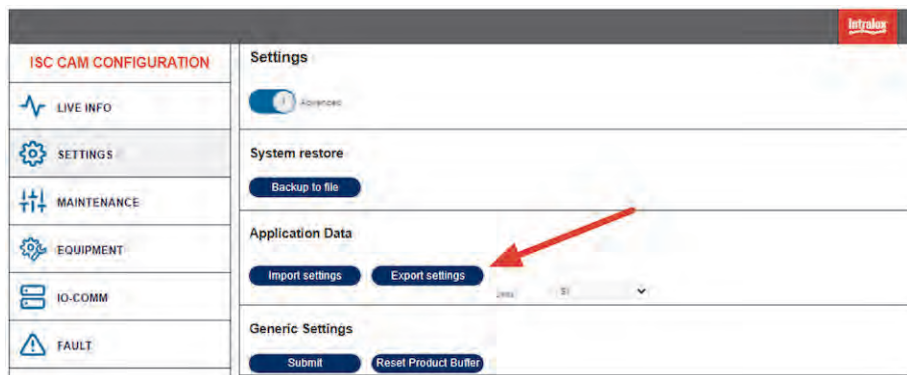 Intralox
ISC CAM CONFIGURATION
LIVE INFO
SETTINGS
MAINTENANCE
EQUIPMENT
IO-COMM
FAULT
Settings
Advanced
System restore
Backup to file
Application Data
Import settings Export settings
Units SI
Generic Settings
Submit Reset Product Buffer